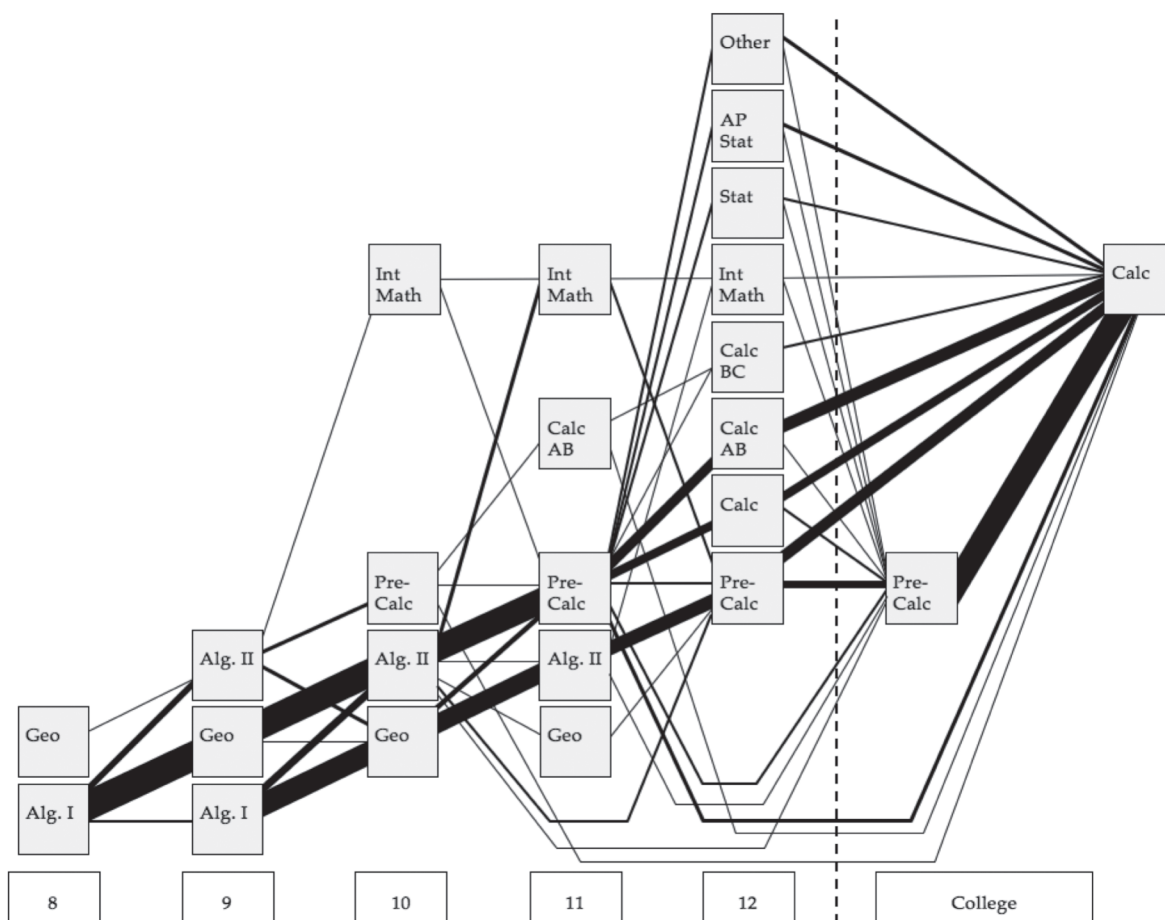 Other
AP
Stat
Stat
Int
Math
Int
Math
Int
Math
Calc
Calc
BC
Calc
AB
Calc
AB
Calc
Pre-
Calc
Pre-
Calc
Pre-
Calc
Pre-
Calc
Alg. II
Alg. II
Alg. II
Geo
Geo
Geo
Geo
Alg. I
Alg. I
8
9
10
11
12
College